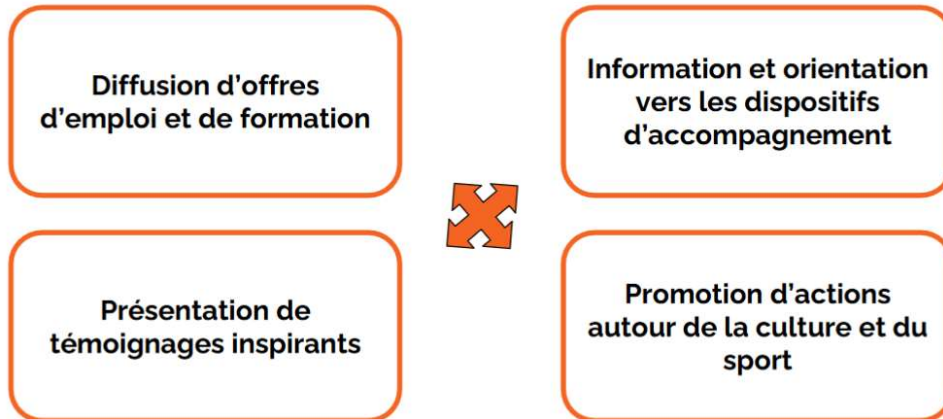 Diffusion d’offres
d’emploi et de formation
Information et orientation
vers les dispositifs
d’accompagnement
Présentation de
témoignages inspirants
Promotion d’actions
autour de la culture et du
sport